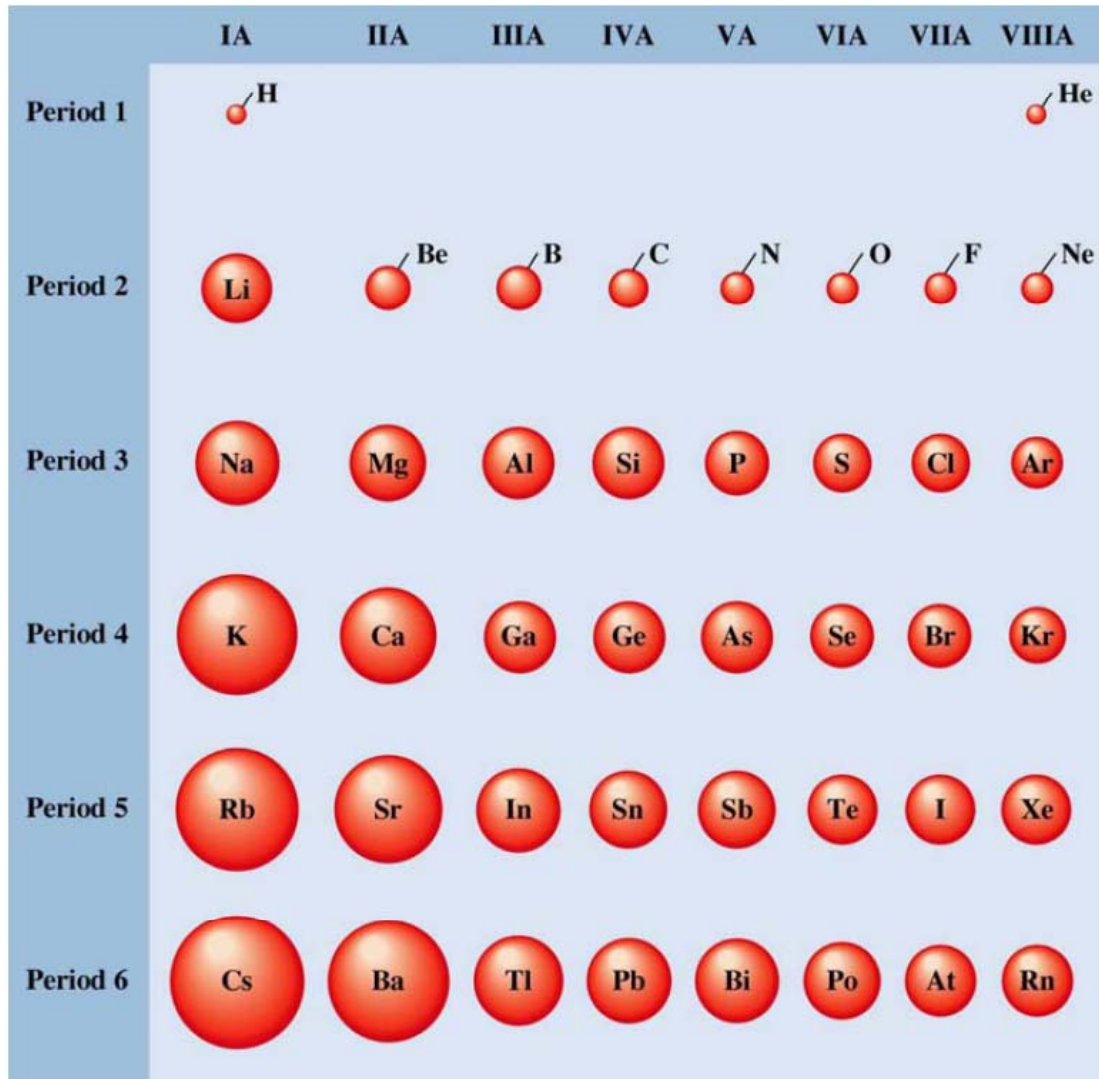 IA IIA IIIA IVA VA VIA VIIA VIIIA
Period 1 H He
Period 2 Li Be B C N O F Ne
Period 3 Na Mg Al Si P S Cl Ar
Period 4 K Ca Ga Ge As Se Br Kr
Period 5 Rb Sr In Sn Sb Te I Xe
Period 6 Cs Ba Tl Pb Bi Po At Rn